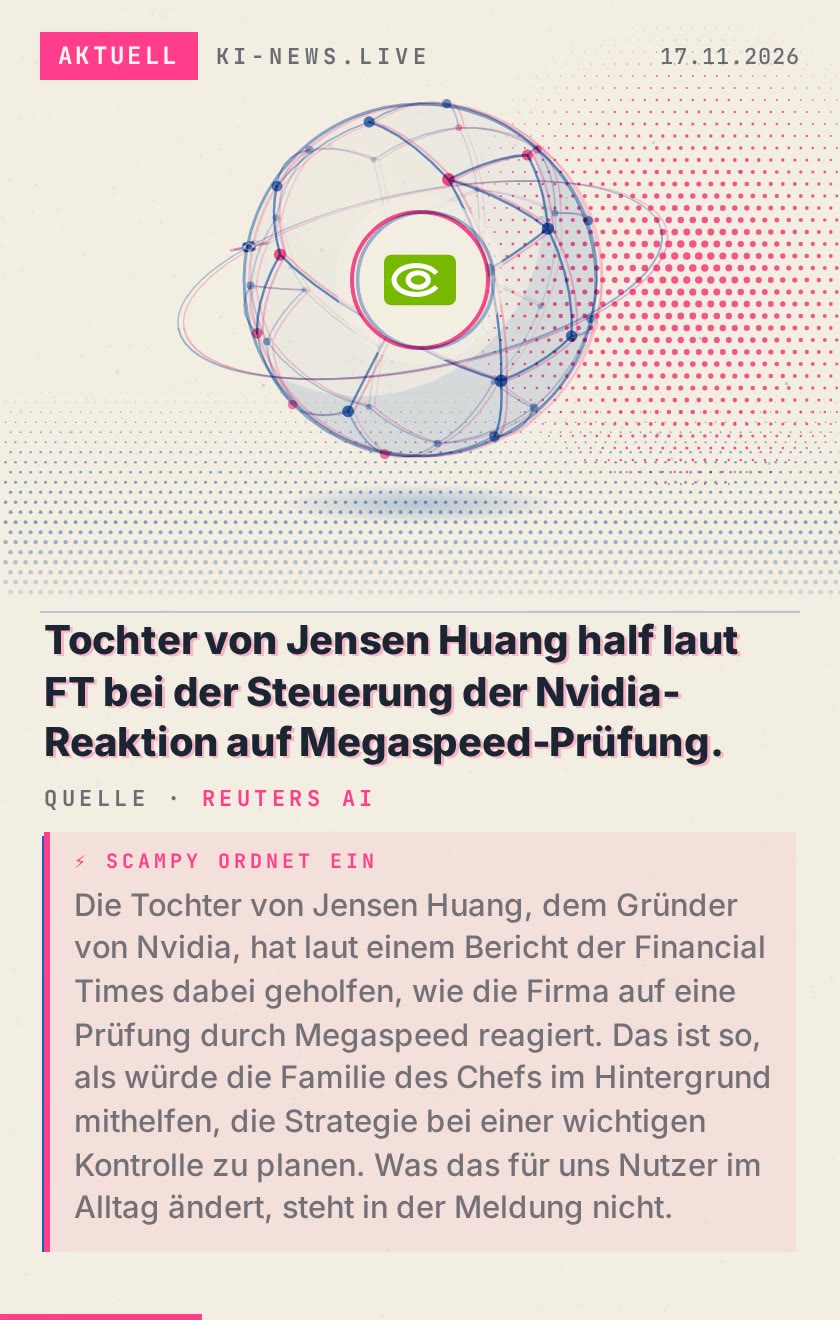 AKTUELL KI-NEWS.LIVE 17.11.2026
Tochter von Jensen Huang half laut
FT bei der Steuerung der Nvidia-
Reaktion auf Megaspeed-Prüfung.
QUELLE · REUTERS AI
⚡ SCAMPY ORDNET EIN
Die Tochter von Jensen Huang, dem Gründer
von Nvidia, hat laut einem Bericht der Financial
Times dabei geholfen, wie die Firma auf eine
Prüfung durch Megaspeed reagiert. Das ist so,
als würde die Familie des Chefs im Hintergrund
mithelfen, die Strategie bei einer wichtigen
Kontrolle zu planen. Was das für uns Nutzer im
Alltag ändert, steht in der Meldung nicht.